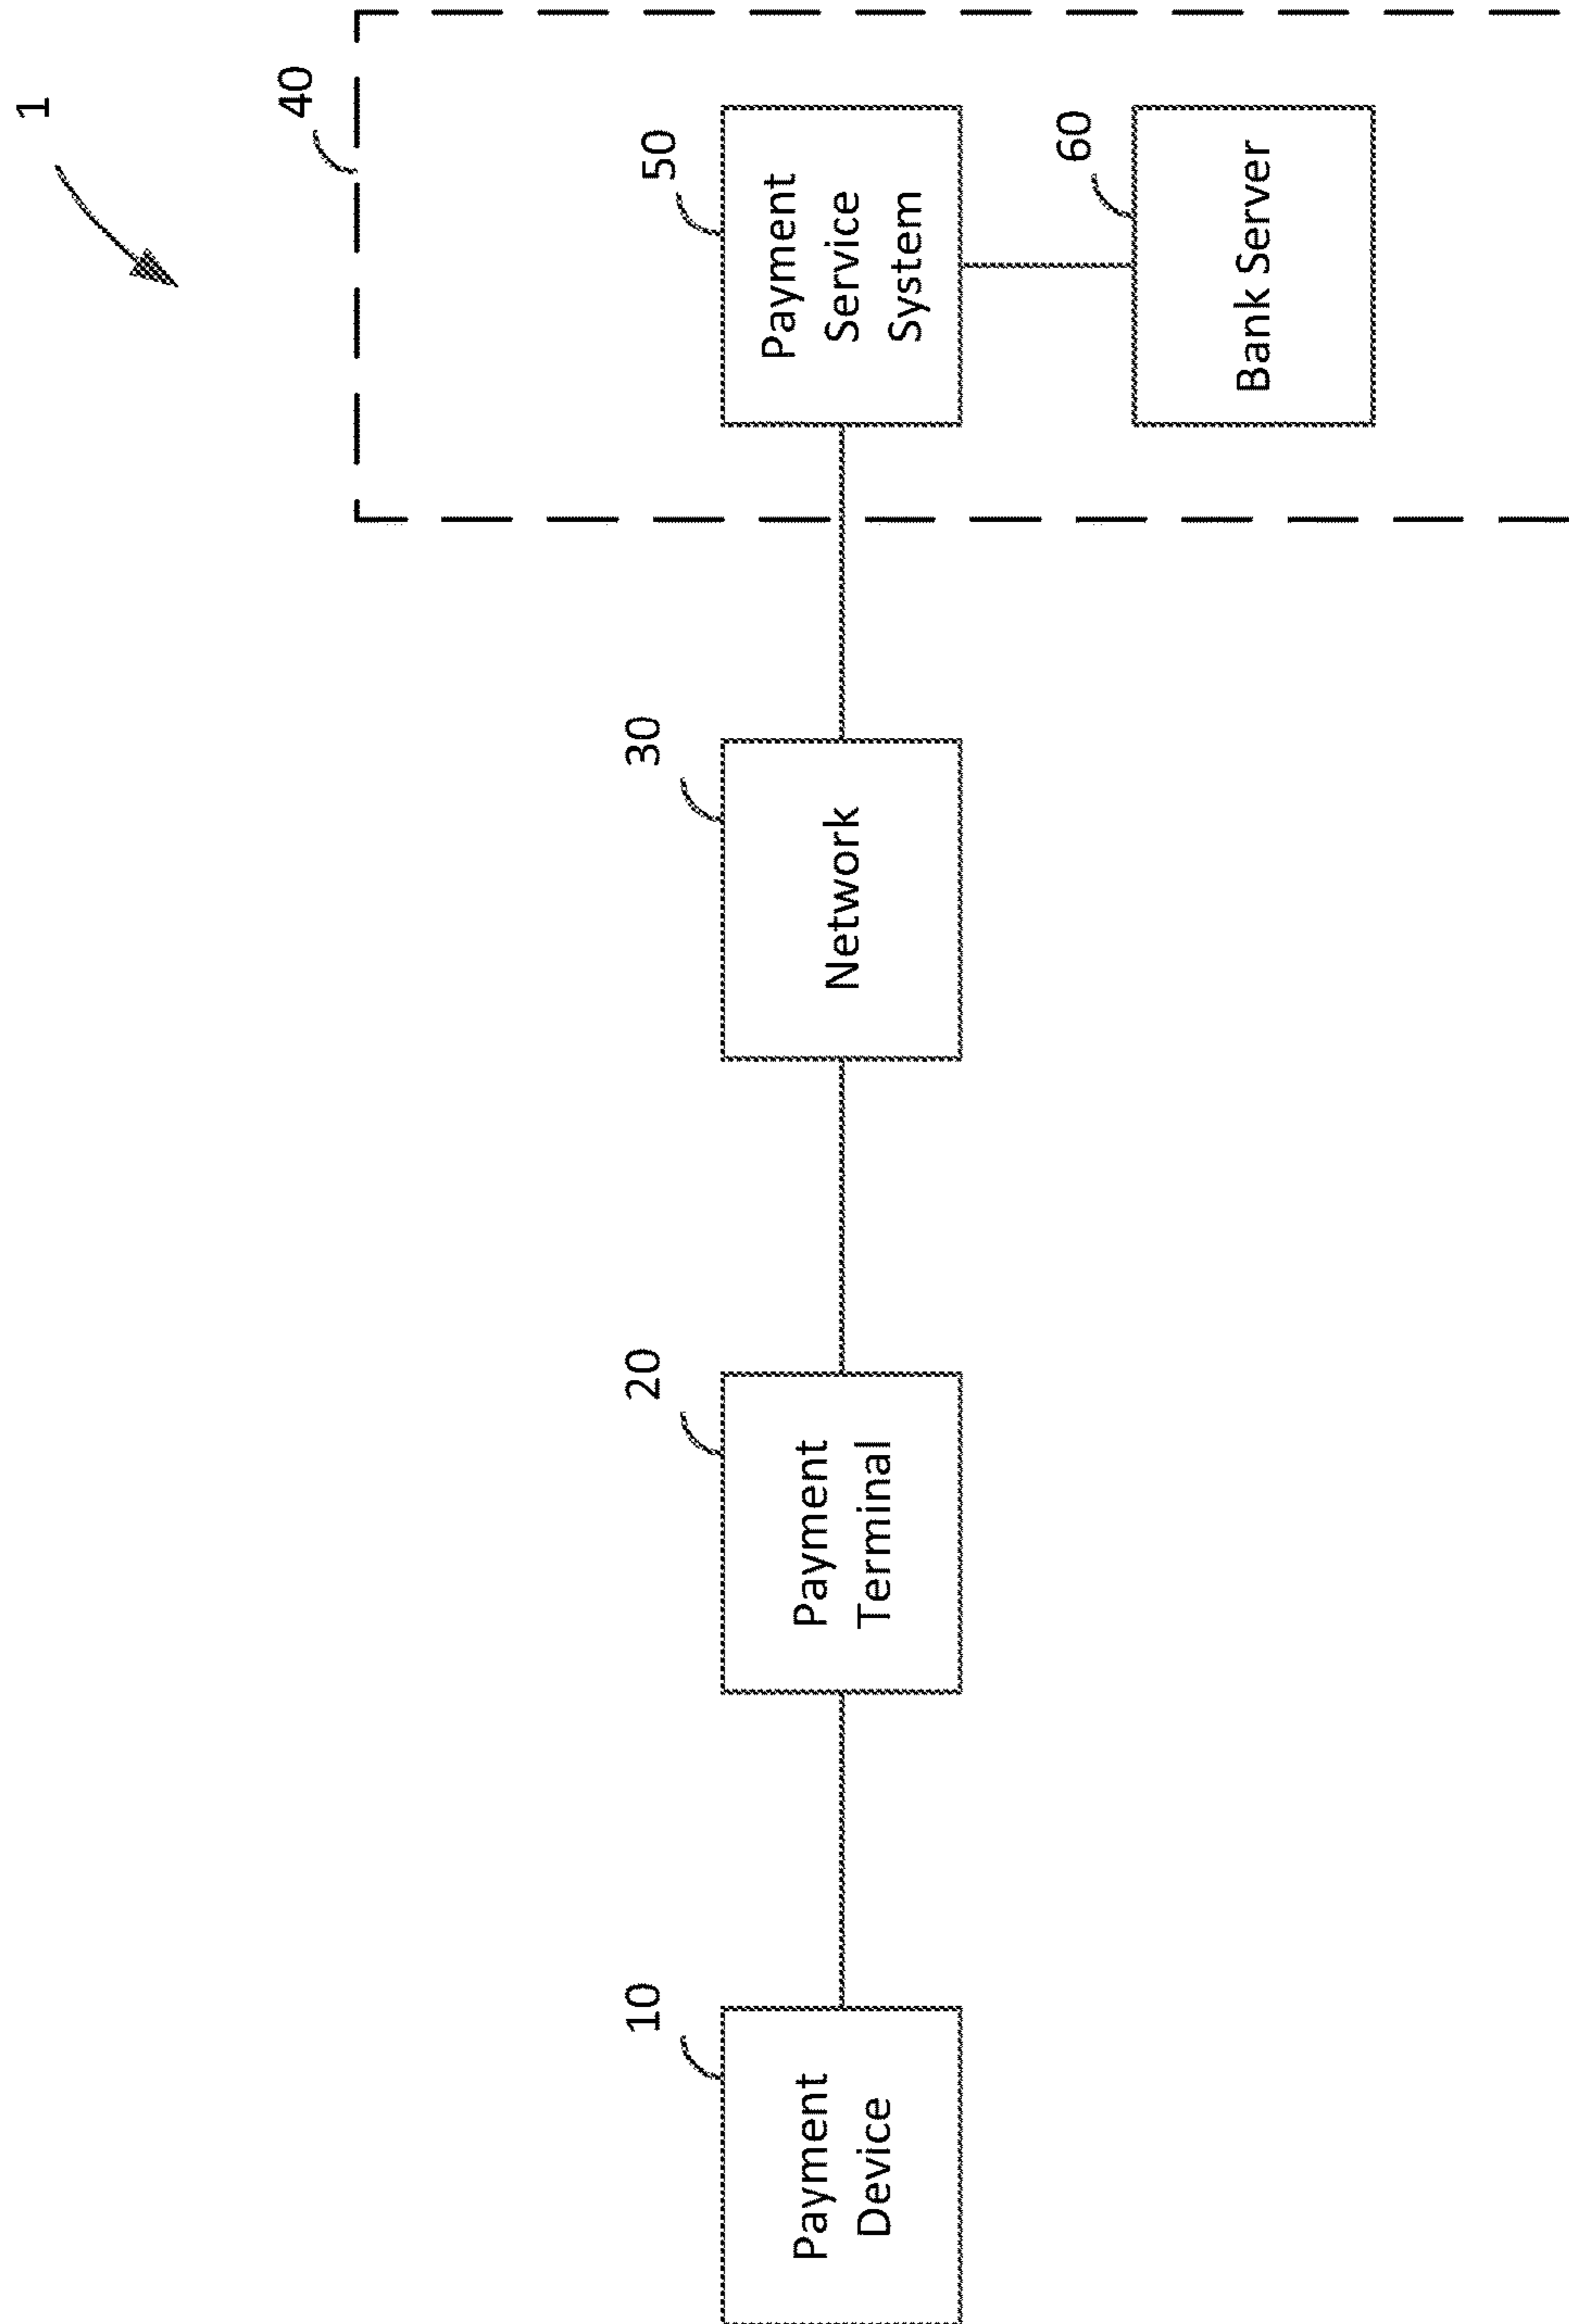 1
40
10
Payment
Device
20
Payment
Terminal
30
Network
50
Payment
Service
System
60
Bank Server